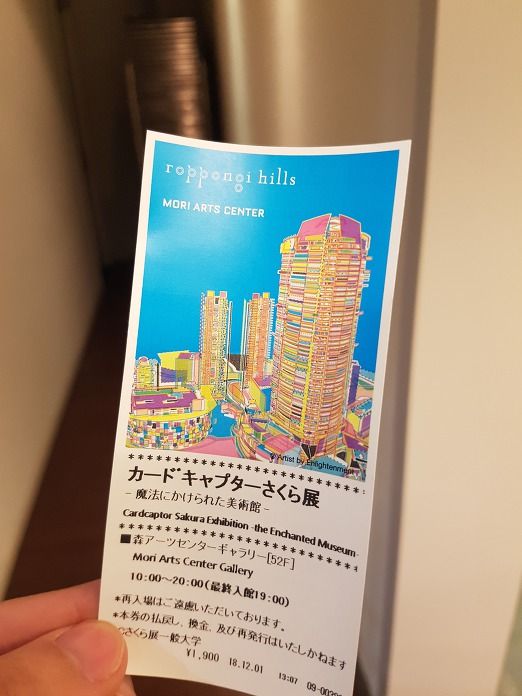 roppongi hills
MORI ARTS CENTER
Artist by Enlightenment
********************
カードキャプターさくら展
- 魔法にかけられた美術館 -
Cardcaptor Sakura Exhibition -the Enchanted Museum-
********************
■森アーツセンターギャラリー[52F]
Mori Arts Center Gallery
10:00～20:00(最終入館19:00)
*再入場はご遠慮いただいております。
*本券の払戻し、換金、及び再発行はいたしかねます
さくら展一般大学
¥1,900 18.12.01 13:07